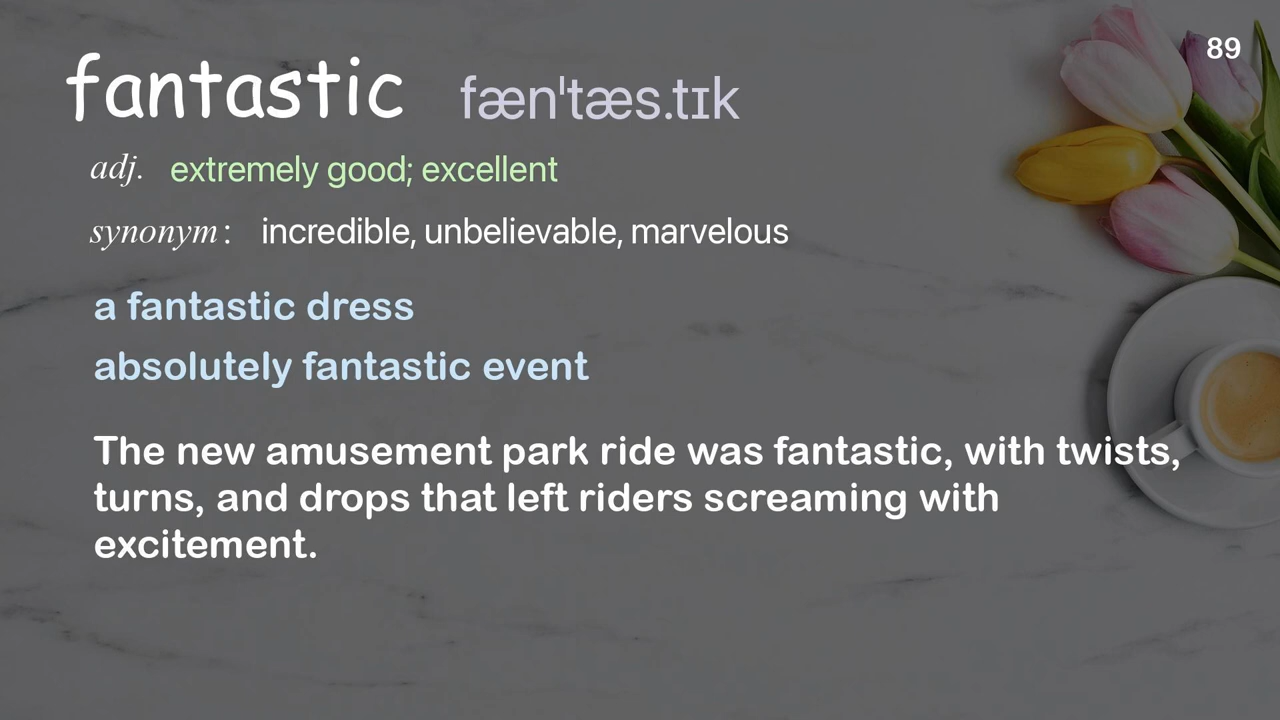 89
fantastic fæn'tæs.tɪk
adj. extremely good; excellent
synonym: incredible, unbelievable, marvelous
a fantastic dress
absolutely fantastic event
The new amusement park ride was fantastic, with twists,
turns, and drops that left riders screaming with
excitement.